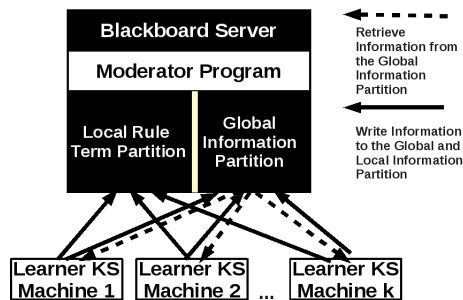 Blackboard Server
Moderator Program
Local Rule
Term Partition
Global
Information
Partition
Retrieve
Information from
the Global
Information
Partition
Write Information
to the Global and
Local Information
Partition
Learner KS
Machine 1
Learner KS
Machine 2
...
Learner KS
Machine k